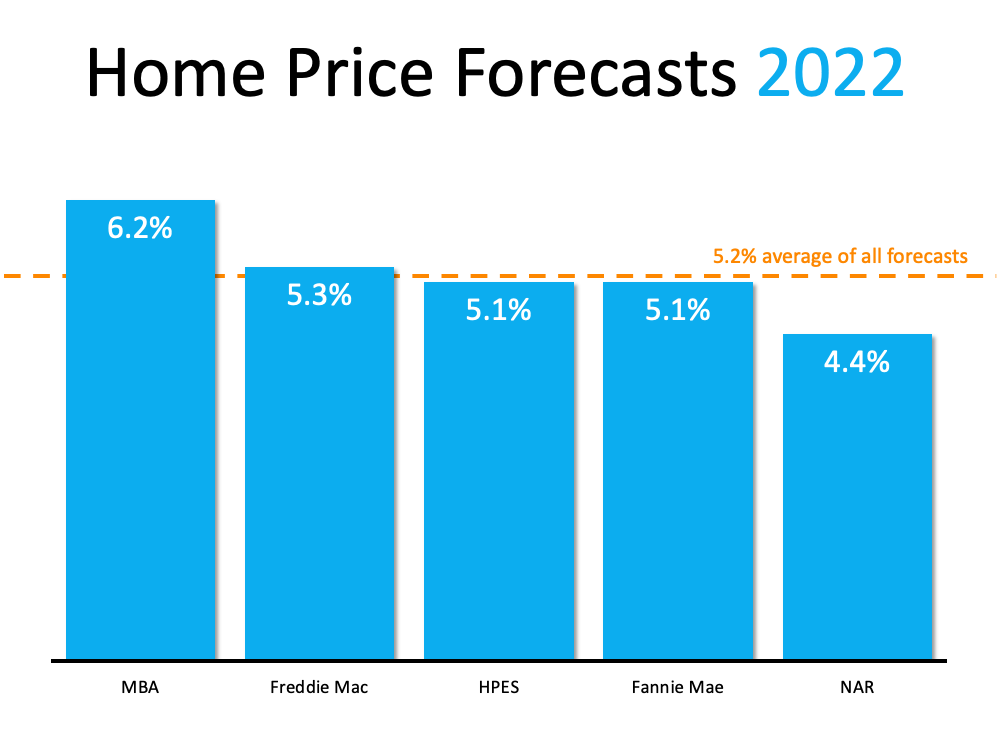 Home Price Forecasts 2022
6.2%
5.2% average of all forecasts
5.3%
5.1%
5.1%
4.4%
MBA
Freddie Mac
HPES
Fannie Mae
NAR